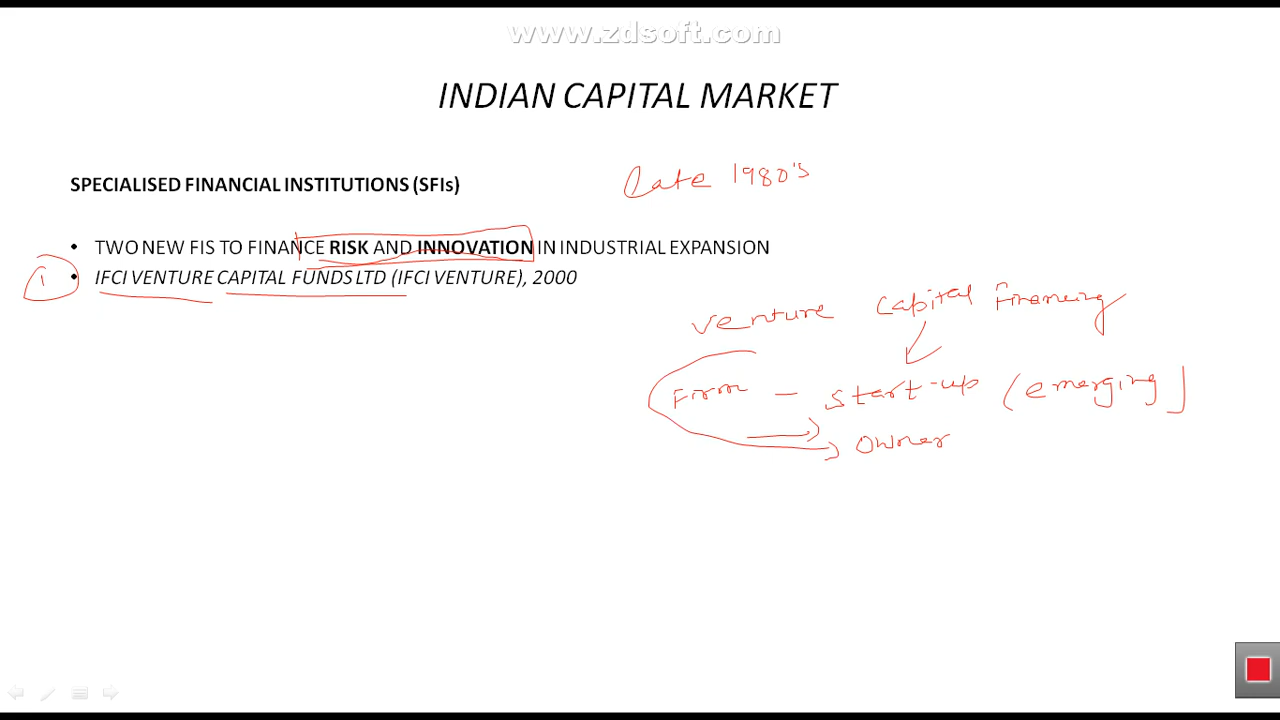 www.zdsoft.com
INDIAN CAPITAL MARKET
SPECIALISED FINANCIAL INSTITUTIONS (SFIs)
Late 1980's
• TWO NEW FIS TO FINANCE RISK AND INNOVATION IN INDUSTRIAL EXPANSION
1 • IFCI VENTURE CAPITAL FUNDS LTD (IFCI VENTURE), 2000
Venture Capital Financing
Firm - Start-up (emerging]
Owner